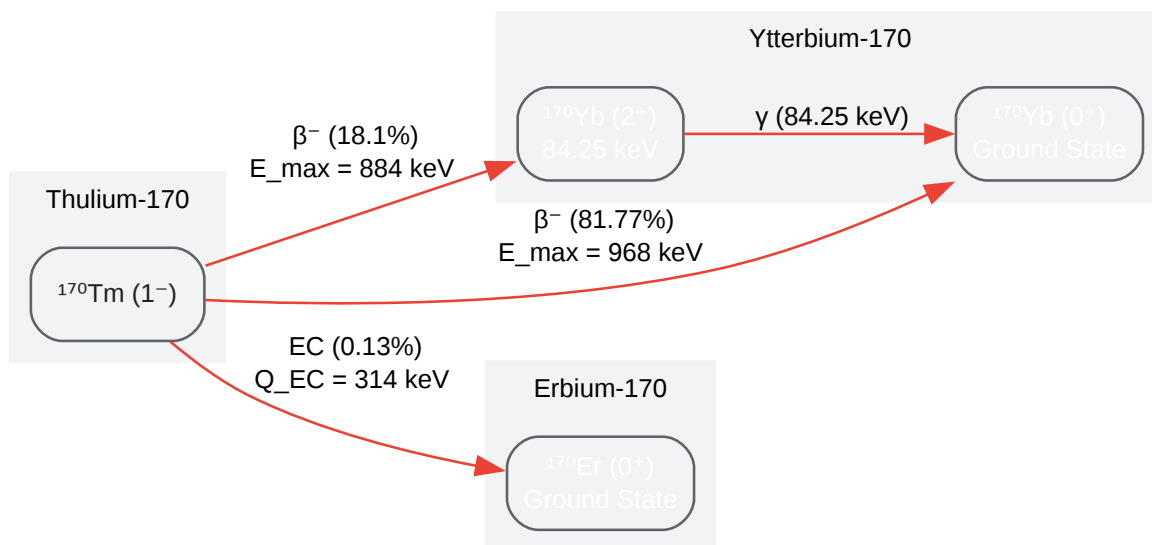 Ytterbium-170
¹⁷⁰Yb (2⁺)
84.25 keV
γ (84.25 keV)
¹⁷⁰Yb (0⁺)
Ground State
β⁻ (18.1%)
E_max = 884 keV
Thulium-170
¹⁷⁰Tm (1⁻)
β⁻ (81.77%)
E_max = 968 keV
EC (0.13%)
Q_EC = 314 keV
Erbium-170
¹⁷⁰Er (0⁺)
Ground State